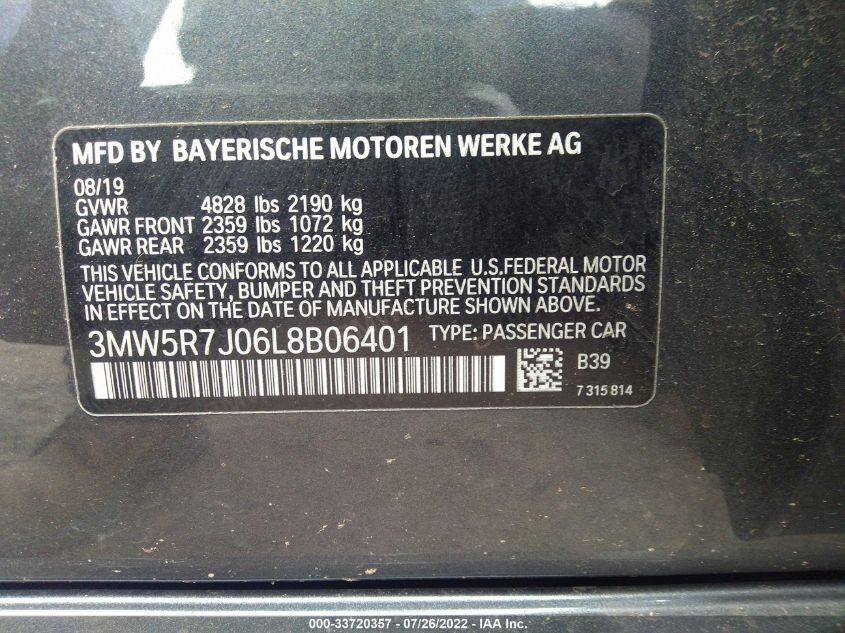 MFD BY BAYERISCHE MOTOREN WERKE AG
08/19
GVWR 4828 lbs 2190 kg
GAWR FRONT 2359 lbs 1072 kg
GAWR REAR 2359 lbs 1220 kg
THIS VEHICLE CONFORMS TO ALL APPLICABLE U.S.FEDERAL MOTOR
VEHICLE SAFETY, BUMPER AND THEFT PREVENTION STANDARDS
IN EFFECT ON THE DATE OF MANUFACTURE SHOWN ABOVE.
3MW5R7J06L8B06401 TYPE: PASSENGER CAR
B39
7 315 814
000-33720357 - 07/26/2022 - IAA Inc.